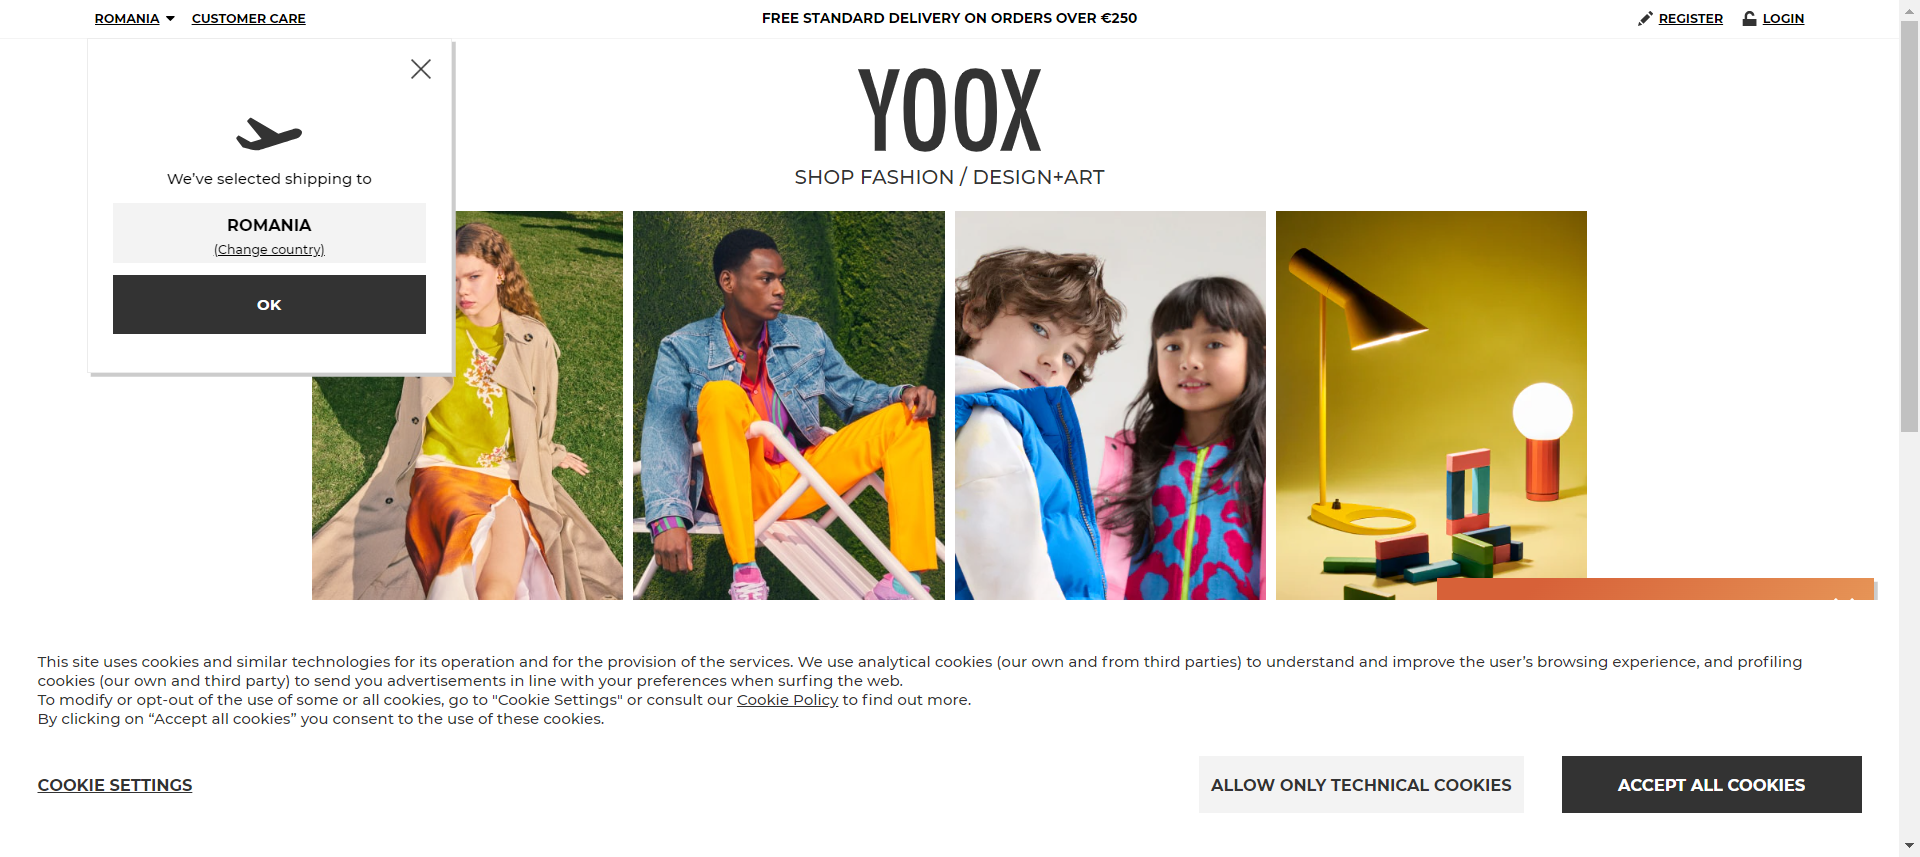 ROMANIA CUSTOMER CARE
FREE STANDARD DELIVERY ON ORDERS OVER €250
REGISTER LOGIN
We’ve selected shipping to
ROMANIA
(Change country)
OK
YOOX
SHOP FASHION / DESIGN+ART
This site uses cookies and similar technologies for its operation and for the provision of the services. We use analytical cookies (our own and from third parties) to understand and improve the user’s browsing experience, and profiling
cookies (our own and third party) to send you advertisements in line with your preferences when surfing the web.
To modify or opt-out of the use of some or all cookies, go to "Cookie Settings" or consult our Cookie Policy to find out more.
By clicking on “Accept all cookies” you consent to the use of these cookies.
COOKIE SETTINGS
ALLOW ONLY TECHNICAL COOKIES
ACCEPT ALL COOKIES